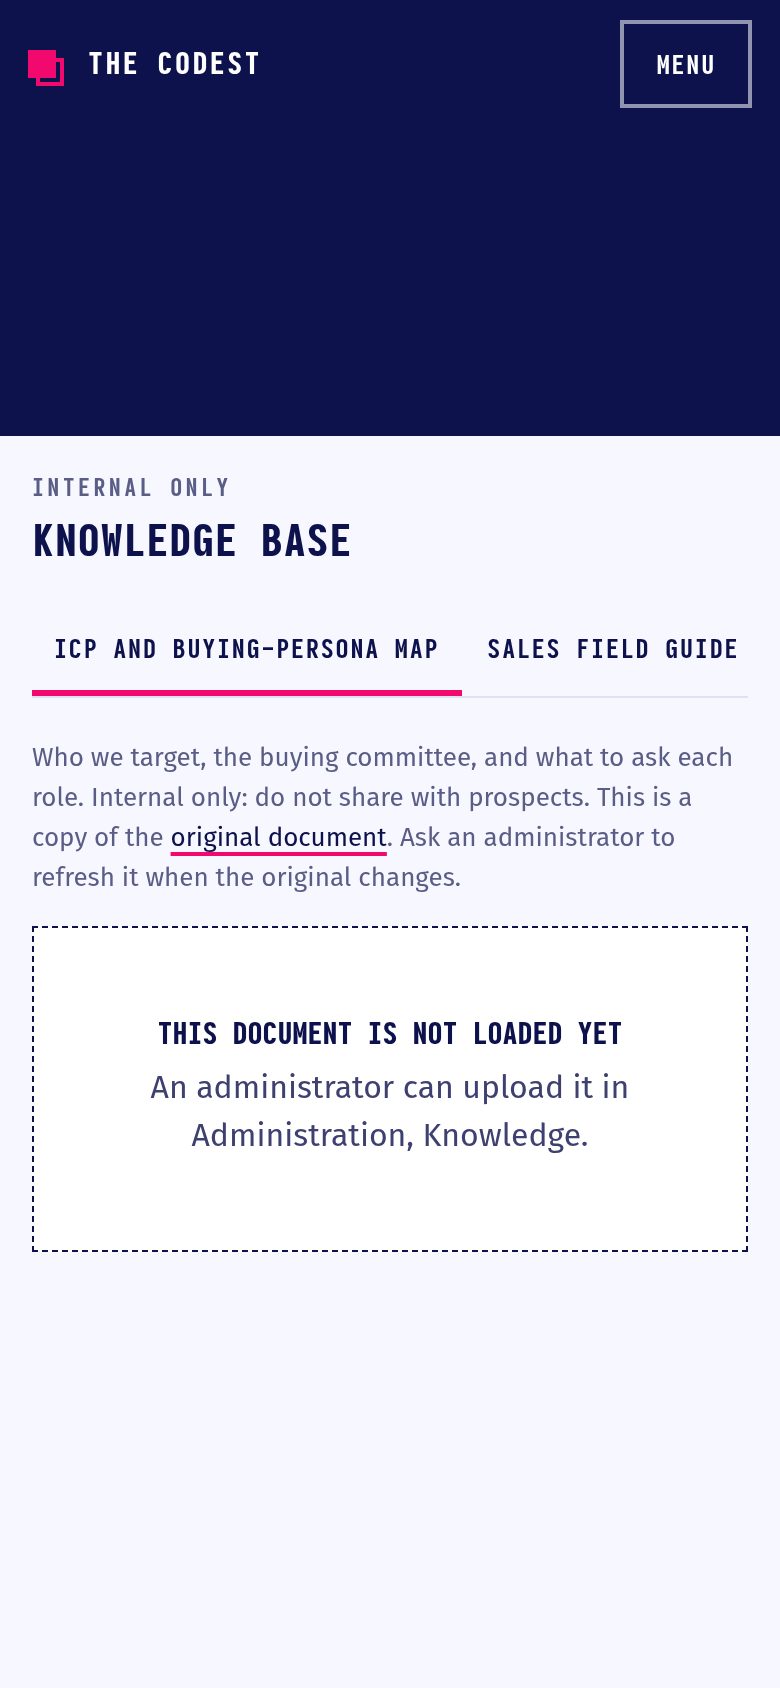 THE CODEST
MENU
INTERNAL ONLY
KNOWLEDGE BASE
ICP AND BUYING-PERSONA MAP
SALES FIELD GUIDE
Who we target, the buying committee, and what to ask each
role. Internal only: do not share with prospects. This is a
copy of the original document. Ask an administrator to
refresh it when the original changes.
THIS DOCUMENT IS NOT LOADED YET
An administrator can upload it in
Administration, Knowledge.